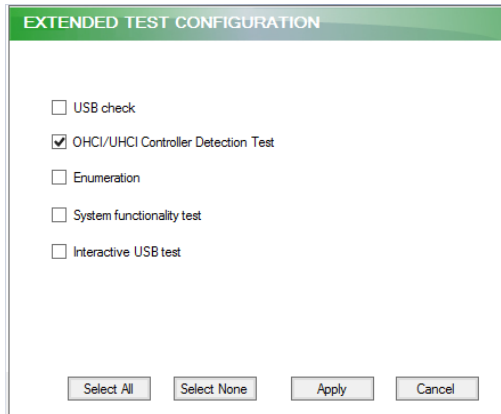 EXTENDED TEST CONFIGURATION
USB check
OHCI/UHCI Controller Detection Test
Enumeration
System functionality test
Interactive USB test
Select All Select None Apply Cancel